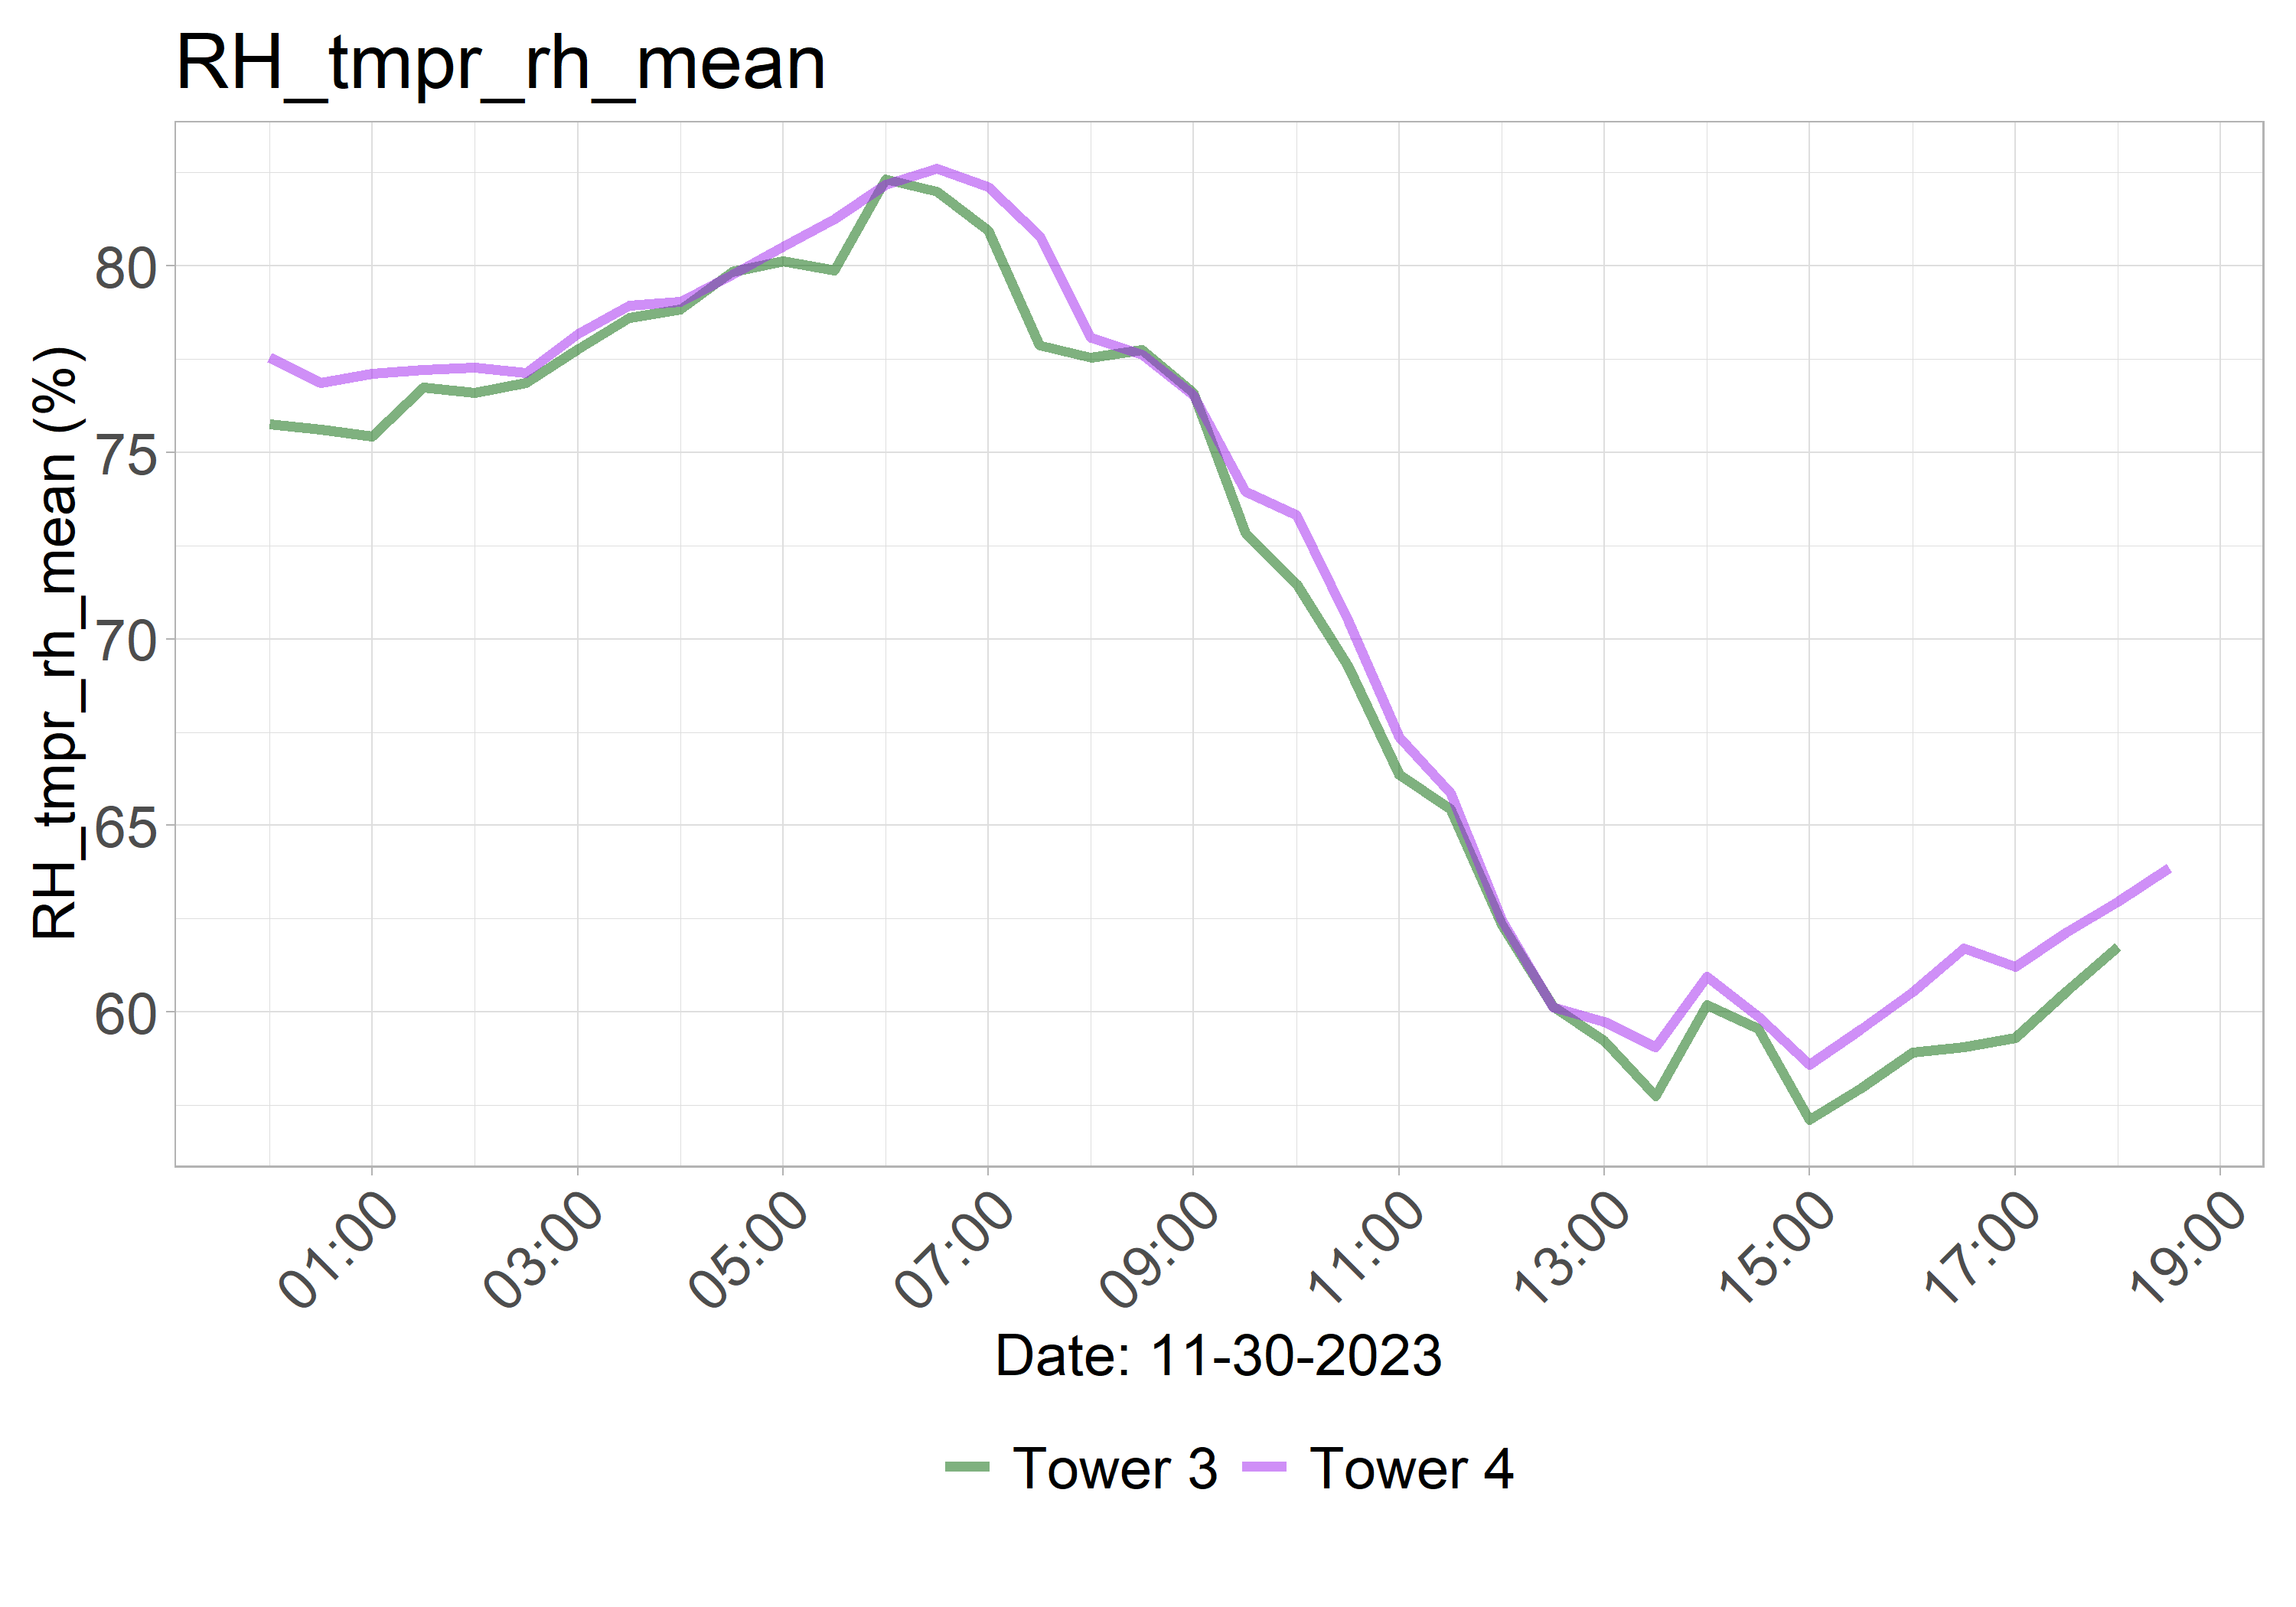 RH_tmpr_rh_mean
RH_tmpr_rh_mean (%)
80
75
70
65
60
01:00 03:00 05:00 07:00 09:00 11:00 13:00 15:00 17:00 19:00
Date: 11-30-2023
Tower 3 Tower 4